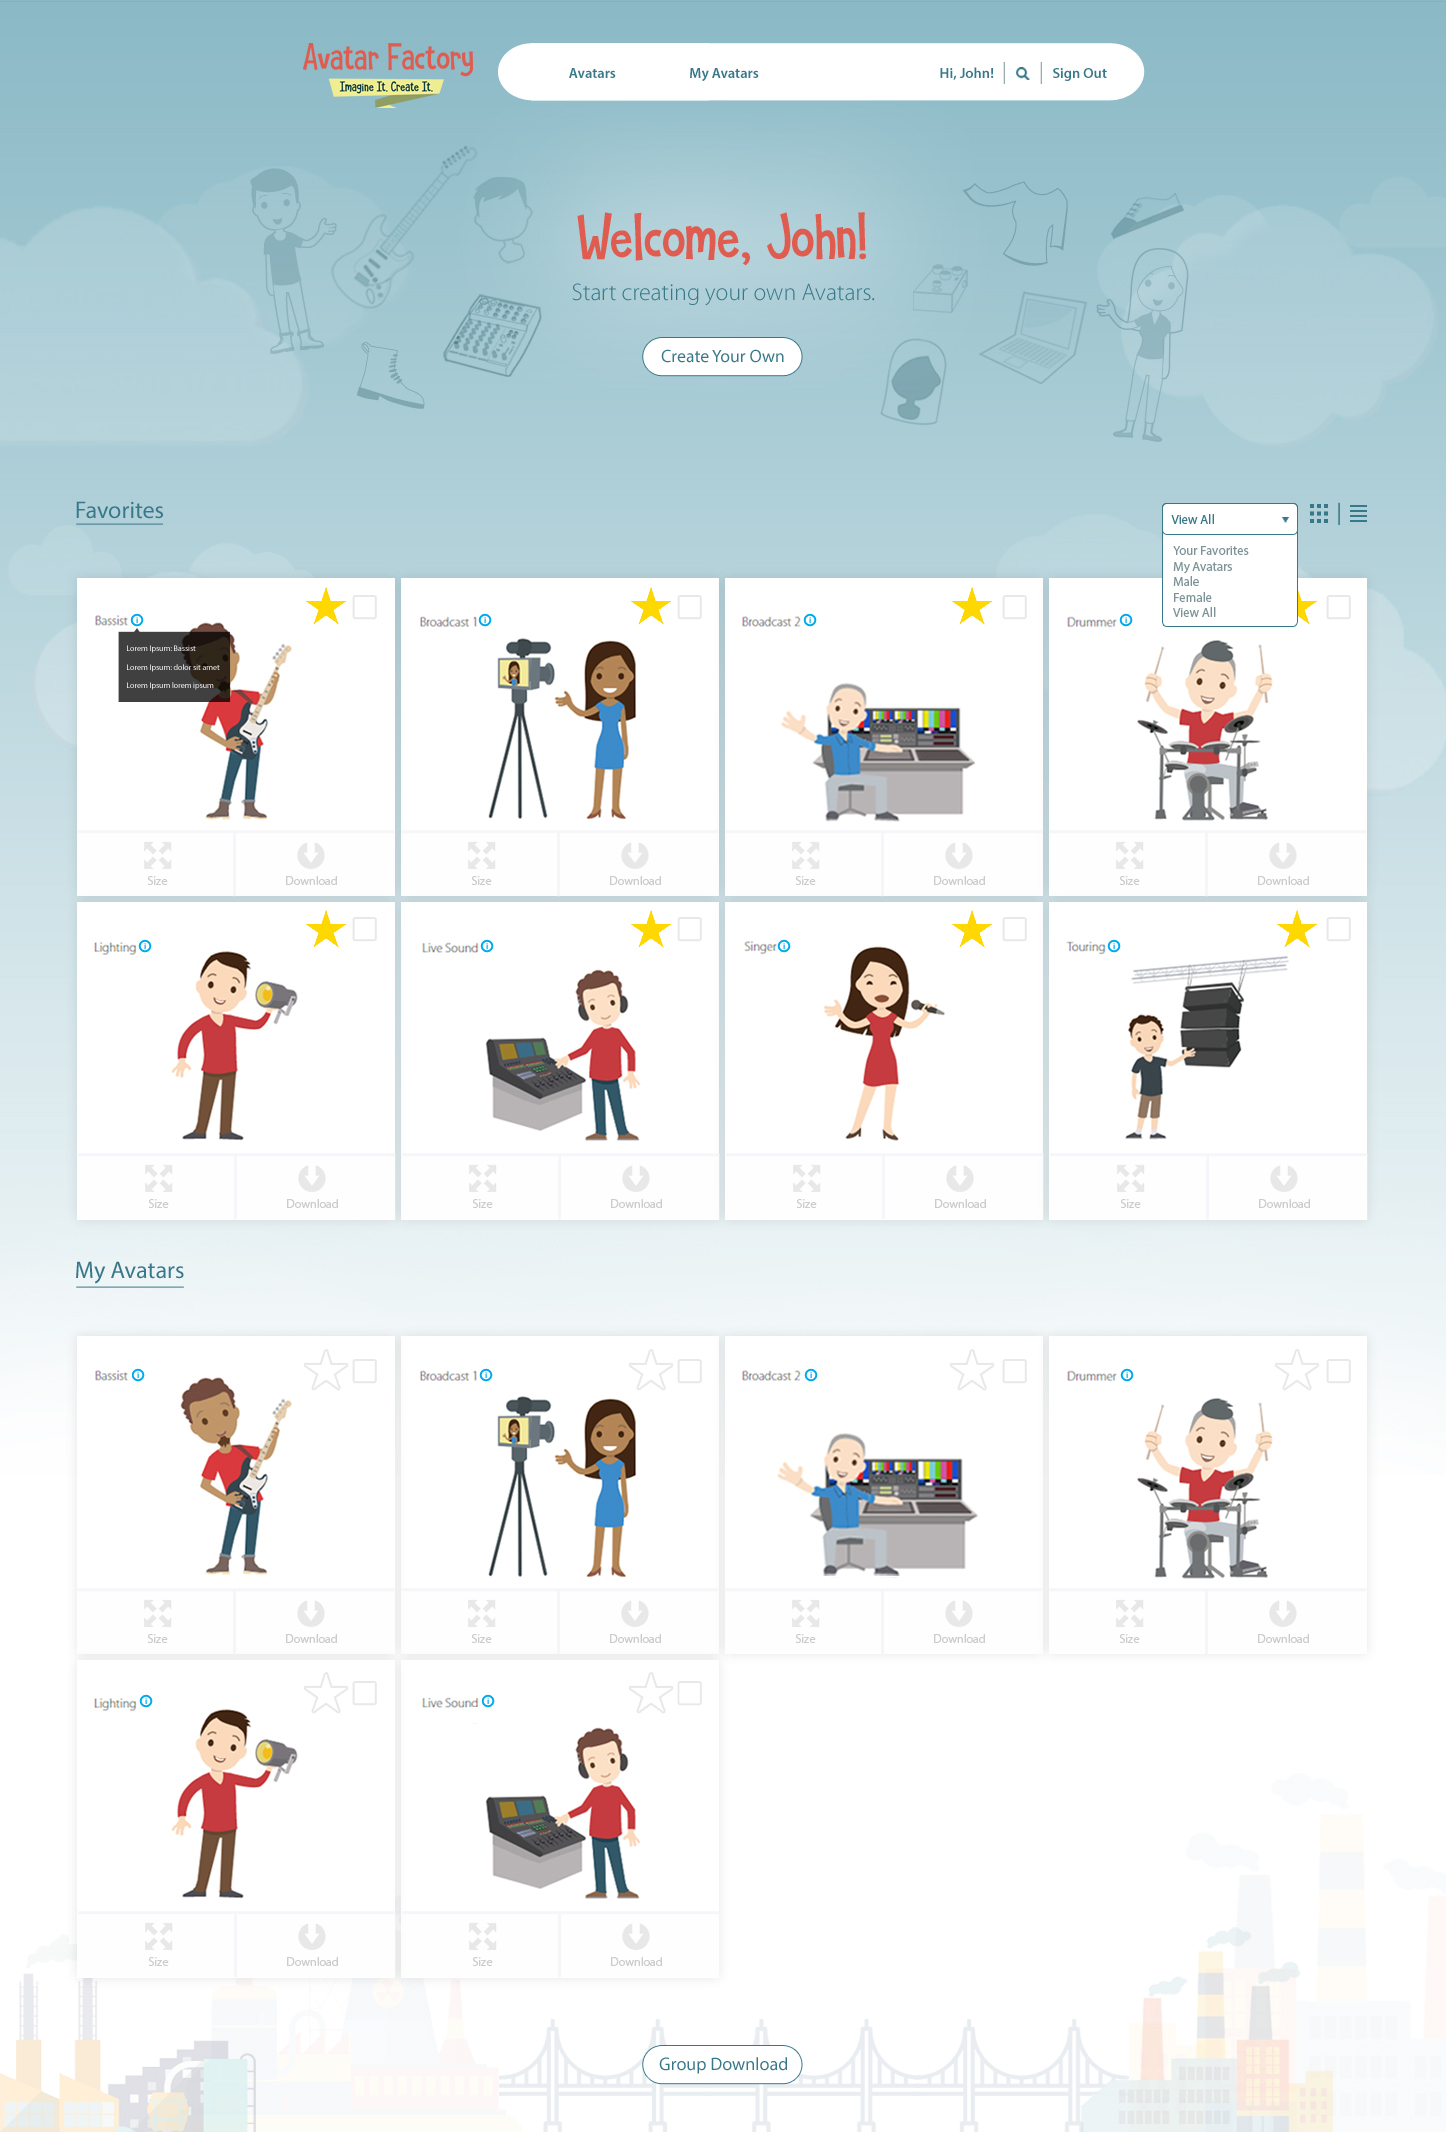 Avatar Factory
Imagine It. Create It.
Avatars
My Avatars
Hi, John!
Sign Out
Welcome, John!
Start creating your own Avatars.
Create Your Own
Favorites
View All
Your Favorites
My Avatars
Male
Female
View All
Bassist
Lorem Ipsum: Bassist
Lorem Ipsum: dolor sit amet
Lorem Ipsum lorem ipsum
Broadcast 1
Broadcast 2
Drummer
Size
Download
Size
Download
Size
Download
Size
Download
Lighting
Live Sound
Singer
Touring
Size
Download
Size
Download
Size
Download
Size
Download
My Avatars
Bassist
Broadcast 1
Broadcast 2
Drummer
Size
Download
Size
Download
Size
Download
Size
Download
Lighting
Live Sound
Size
Download
Size
Download
Group Download